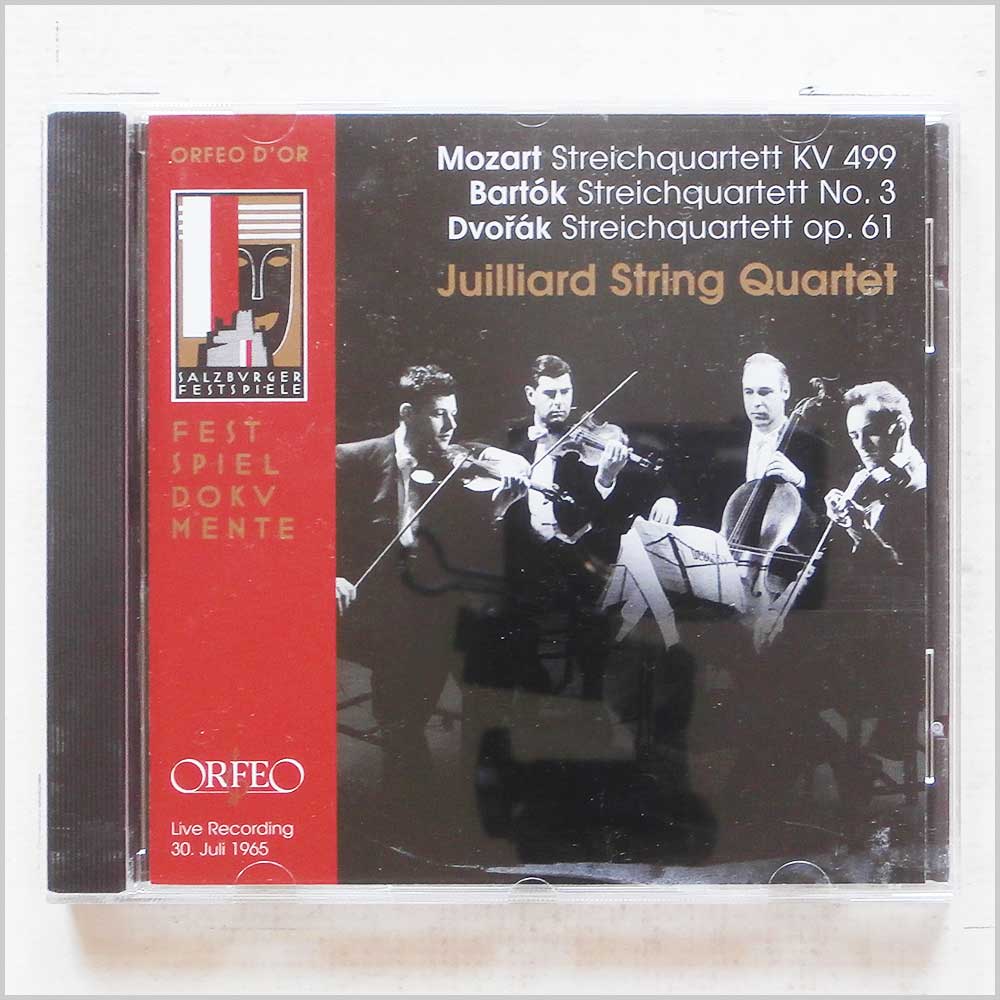 ORFEO D'OR
SALZBVRGER
FESTSPIELE
FEST
SPIEL
DOKV
MENTE
ORFEO
Live Recording
30. Juli 1965
Mozart Streichquartett KV 499
Bartók Streichquartett No. 3
Dvořák Streichquartett op. 61
Juilliard String Quartet